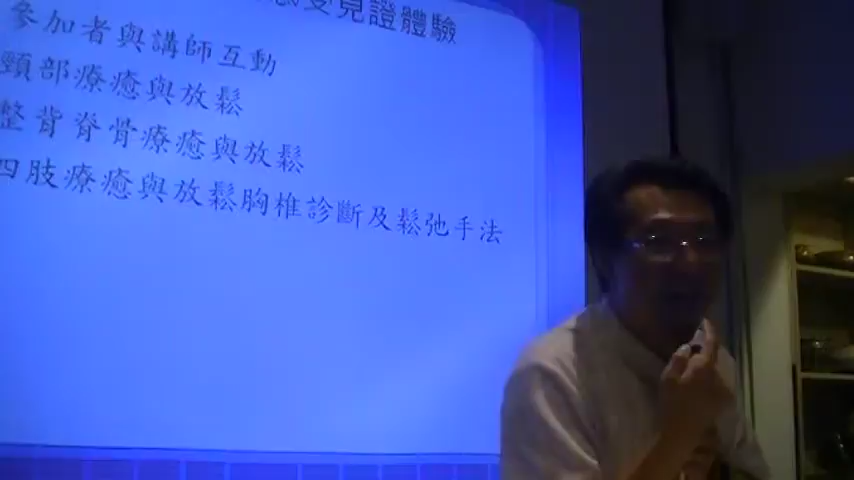 感受見證體驗
參加者與講師互動
頸部療癒與放鬆
整背脊骨療癒與放鬆
四肢療癒與放鬆胸椎診斷及鬆弛手法